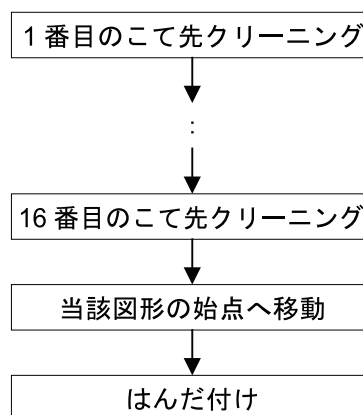 1 番目のこて先クリーニング
:
16 番目のこて先クリーニング
当該図形の始点へ移動
はんだ付け